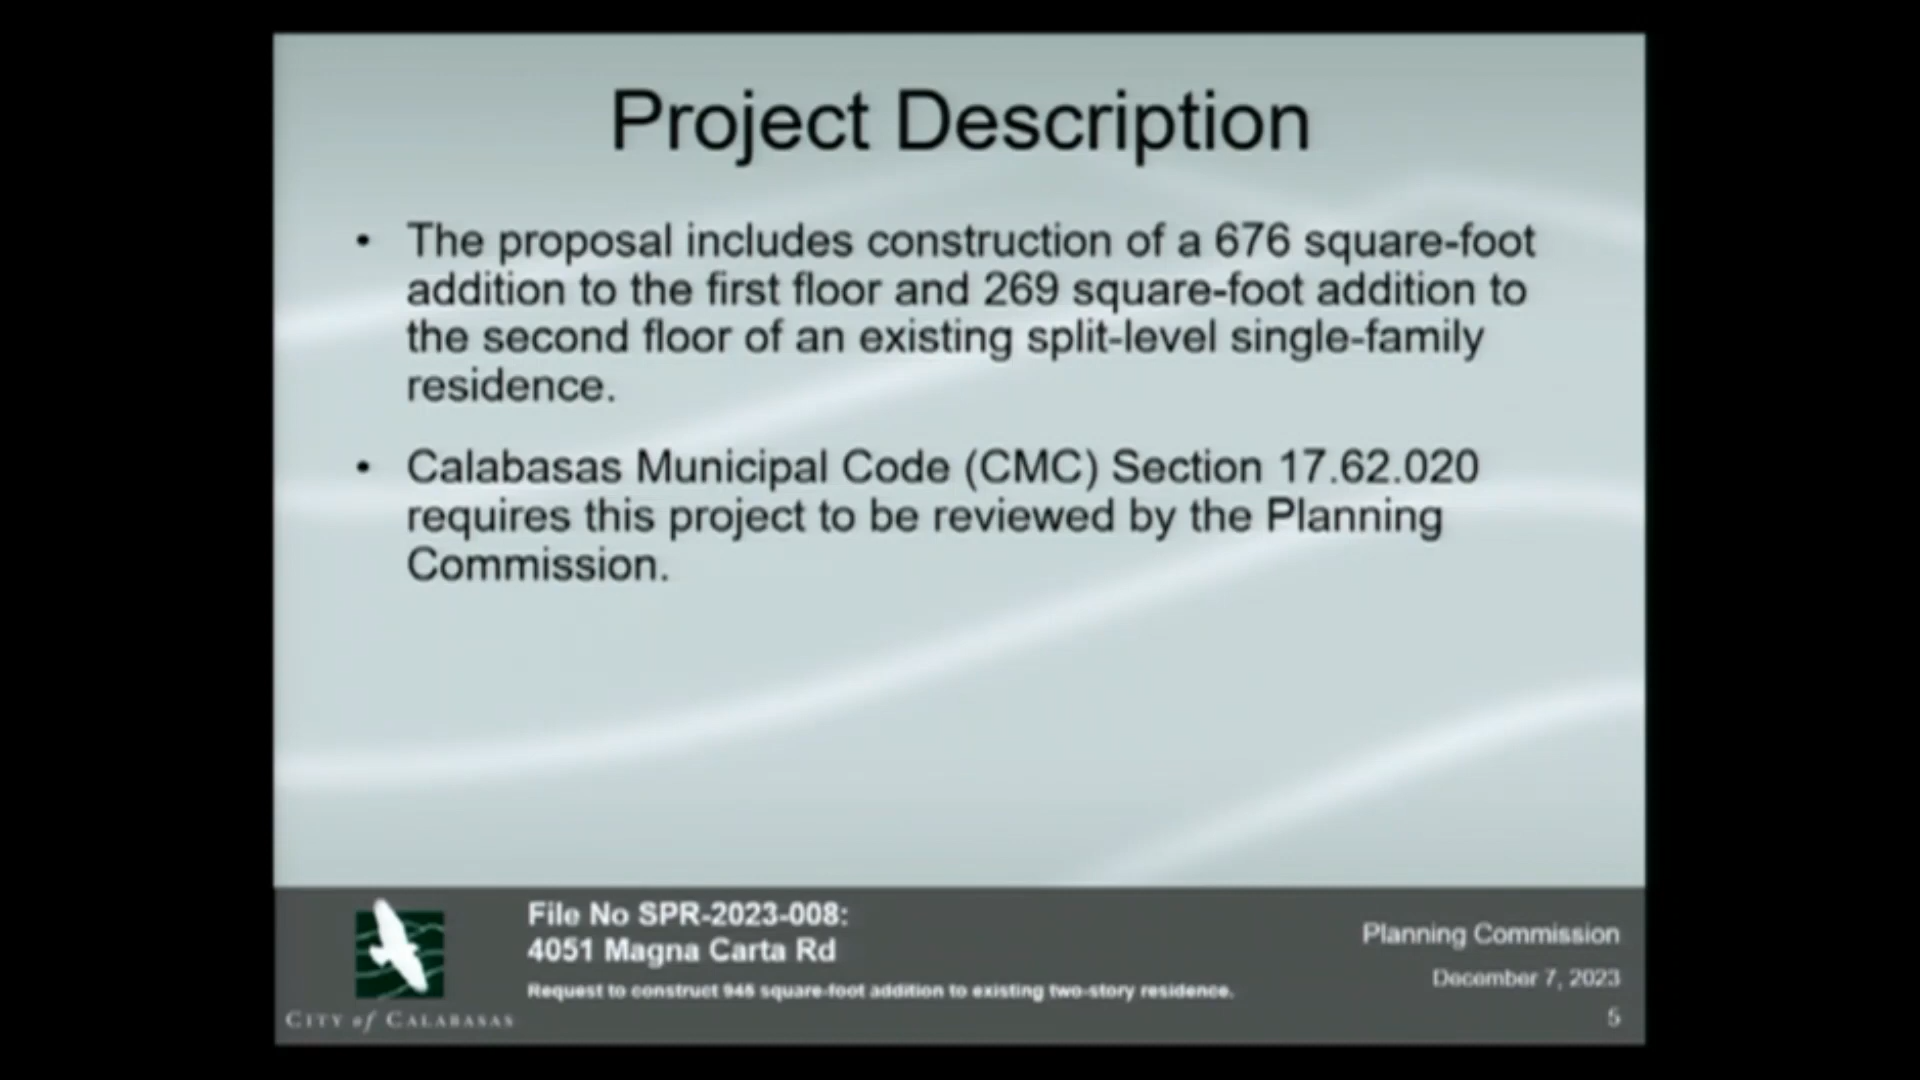 Project Description
• The proposal includes construction of a 676 square-foot
addition to the first floor and 269 square-foot addition to
the second floor of an existing split-level single-family
residence.
• Calabasas Municipal Code (CMC) Section 17.62.020
requires this project to be reviewed by the Planning
Commission.
File No SPR-2023-008:
4051 Magna Carta Rd
Request to construct 945 square-foot addition to existing two-story residence.
CITY of CALABASAS
Planning Commission
December 7, 2023
5